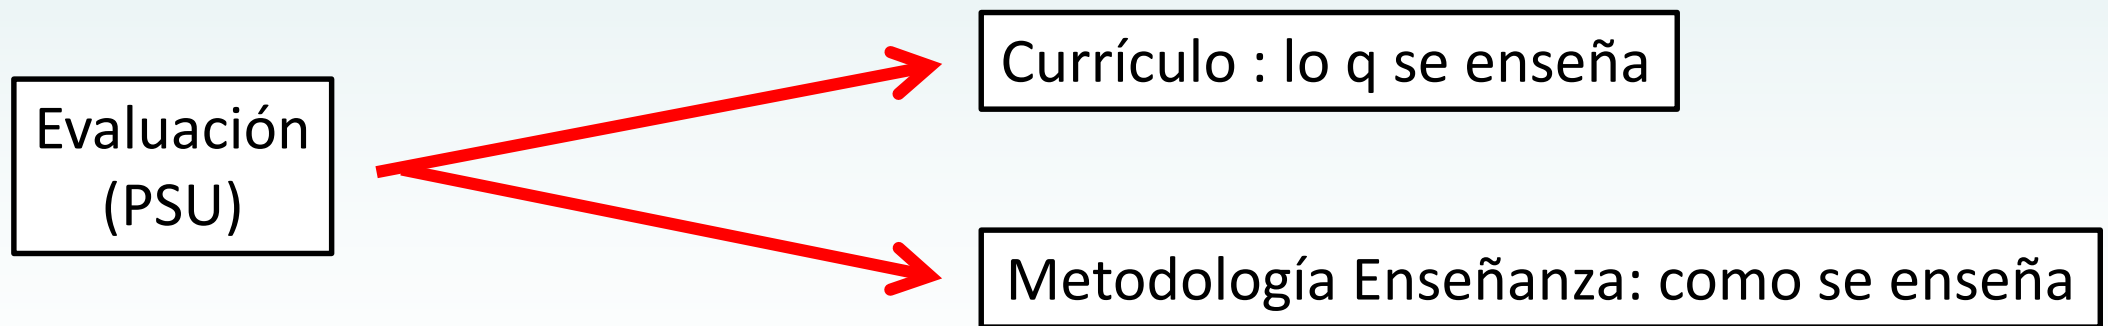 Currículo : lo q se enseña
Evaluación
(PSU)
Metodología Enseñanza: como se enseña